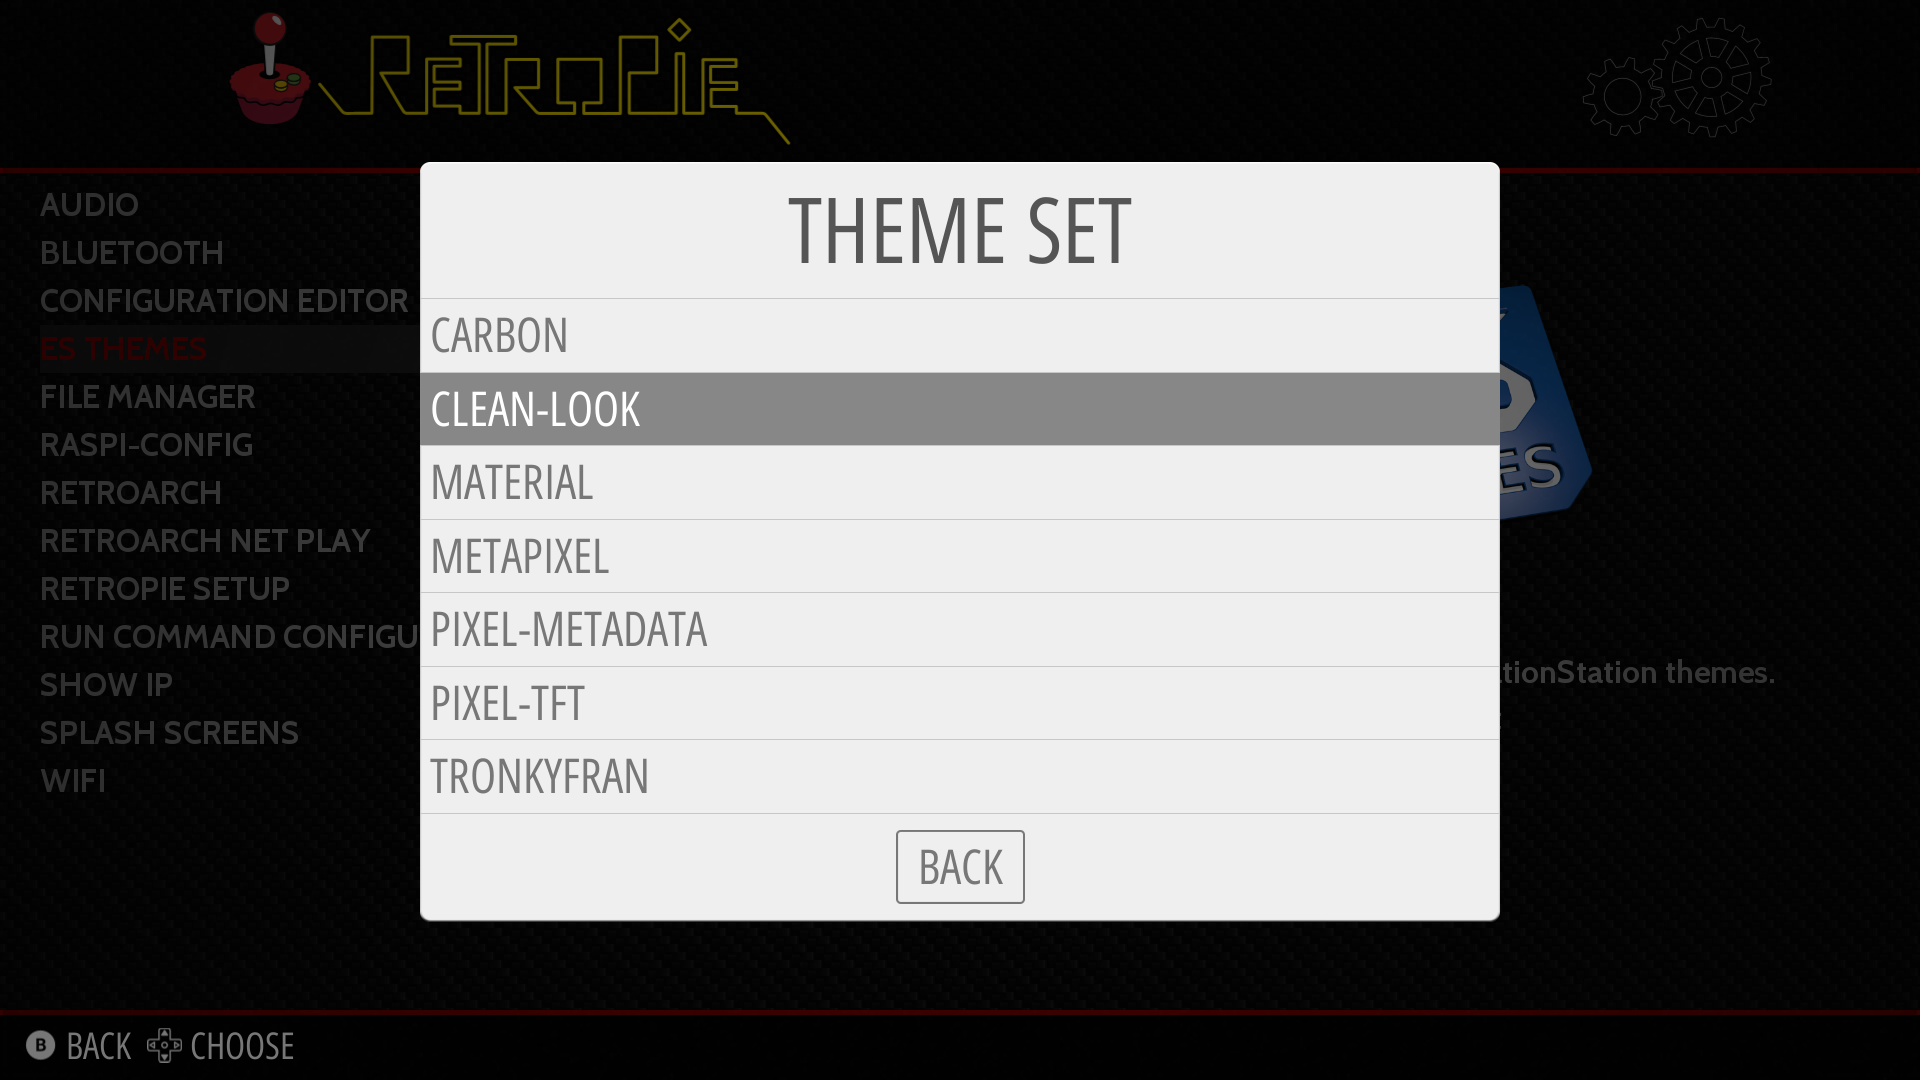 RETROPIE
THEME SET
CARBON
CLEAN-LOOK
MATERIAL
METAPIXEL
PIXEL-METADATA
PIXEL-TFT
TRONKYFRAN
BACK
AUDIO
BLUETOOTH
CONFIGURATION EDITOR
ES THEMES
FILE MANAGER
RASPI-CONFIG
RETROARCH
RETROARCH NET PLAY
RETROPIE SETUP
RUN COMMAND CONFIGU
SHOW IP
SPLASH SCREENS
WIFI
ES
tionStation themes.
B BACK CHOOSE